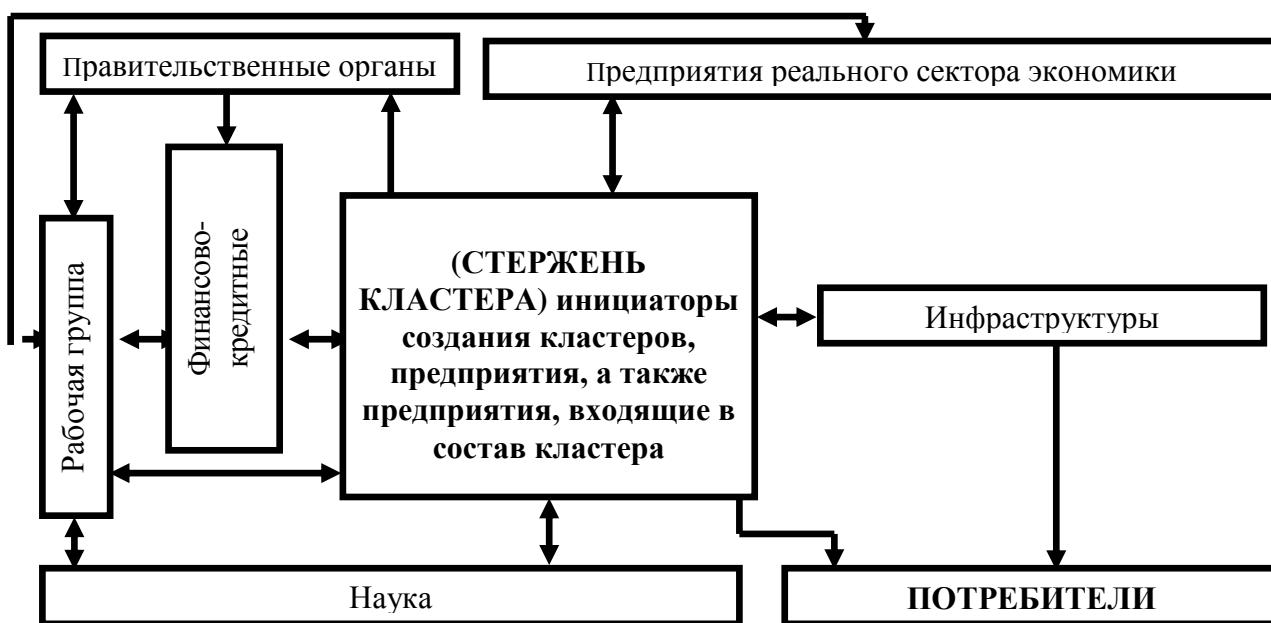 Правительственные органы
Предприятия реального сектора экономики
Рабочая группа
Финансово-
кредитные
(СТЕРЖЕНЬ
КЛАСТЕРА) инициаторы
создания кластеров,
предприятия, а также
предприятия, входящие в
состав кластера
Инфраструктуры
Наука
ПОТРЕБИТЕЛИ